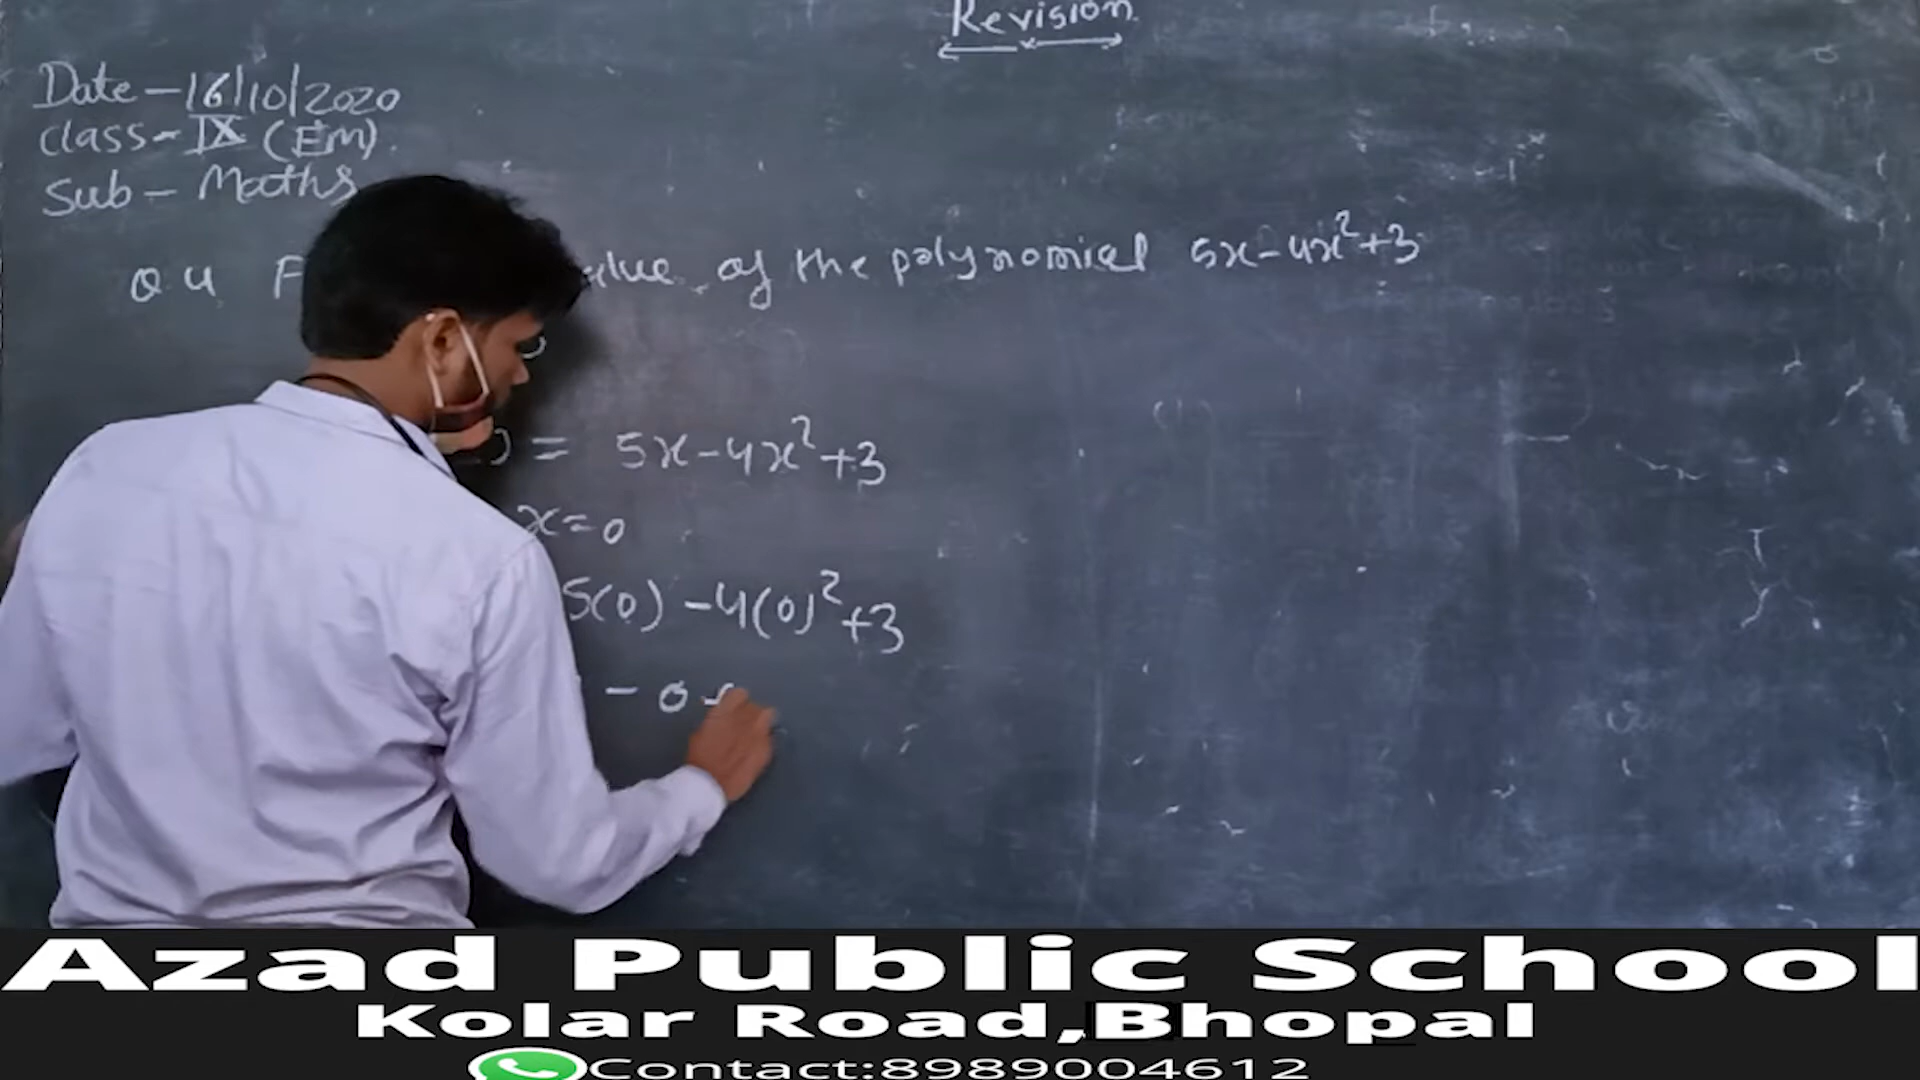 Revision
Date - 16/10/2020
Class - IX (EM).
Sub - Maths
Q.4 of the polynomial 5x-4x²+3
= 5x-4x²+3
x=0
5(0) -4(0)²+3
- 0
Azad Public School
Kolar Road,Bhopal
Contact:8989004612